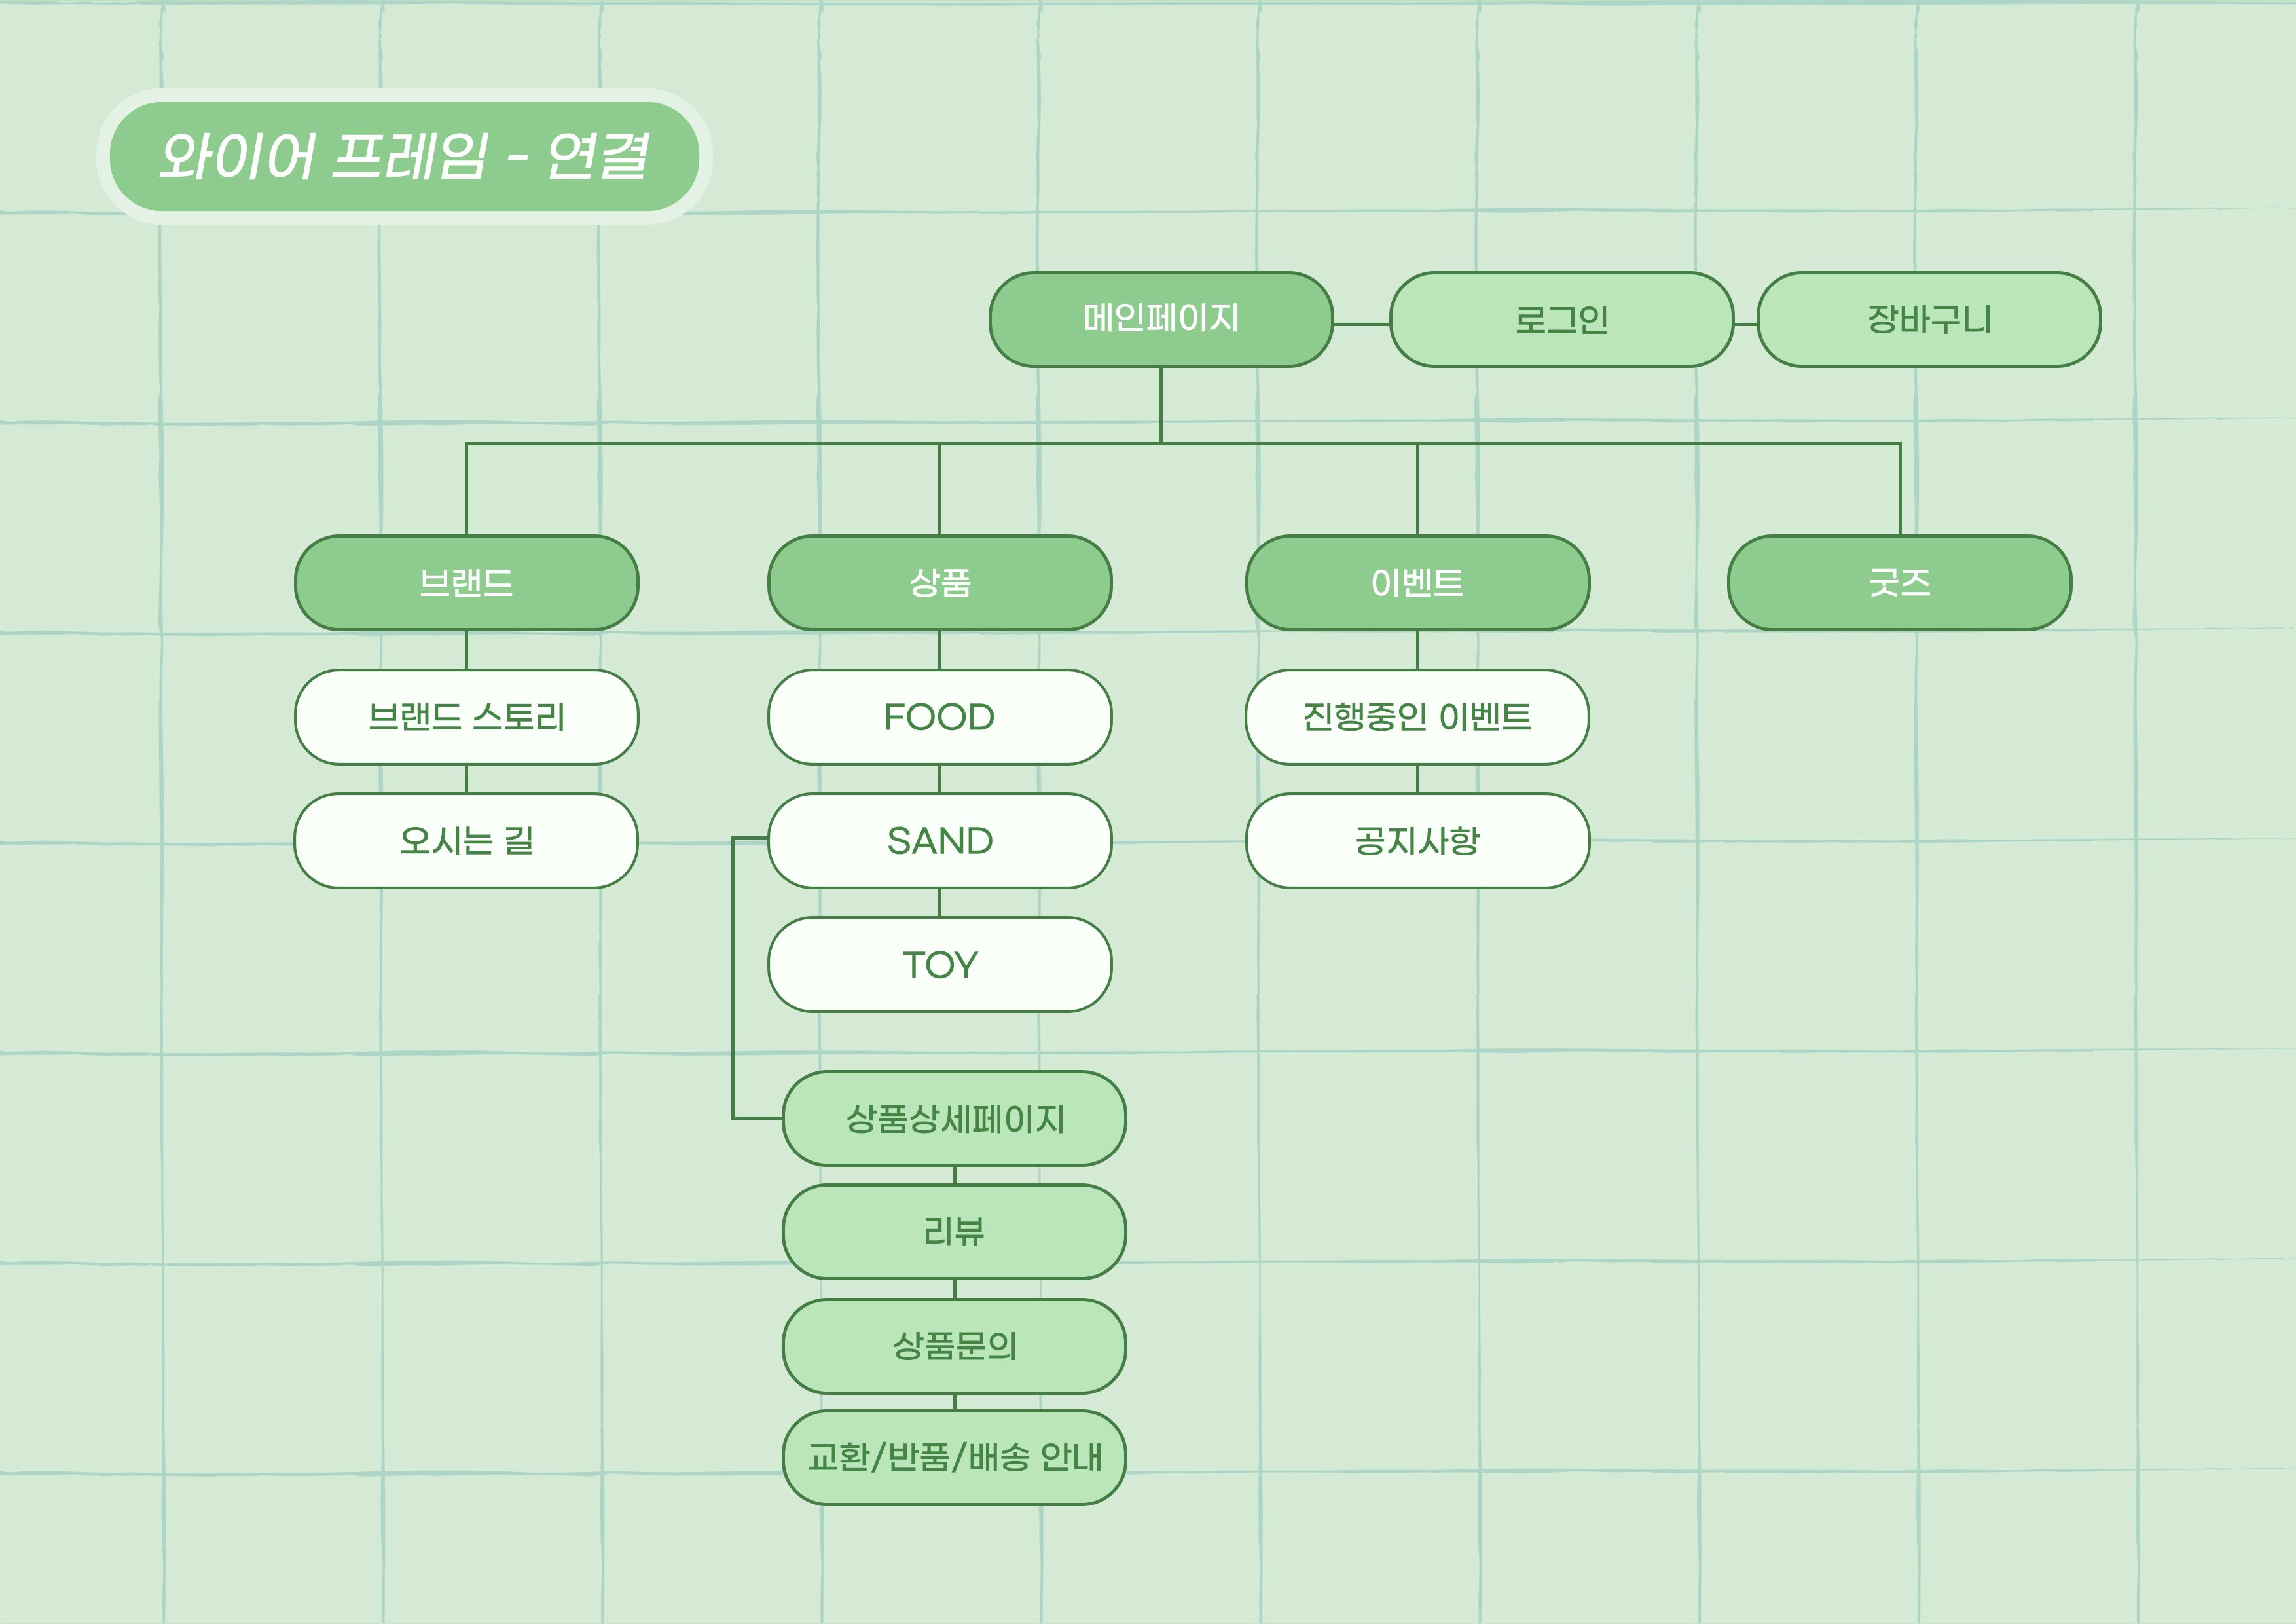 와이어 프레임 - 연결
메인페이지
로그인
장바구니
브랜드
상품
이벤트
굿즈
브랜드 스토리
FOOD
진행중인 이벤트
오시는 길
SAND
공지사항
TOY
상품상세페이지
리뷰
상품문의
교환/반품/배송 안내